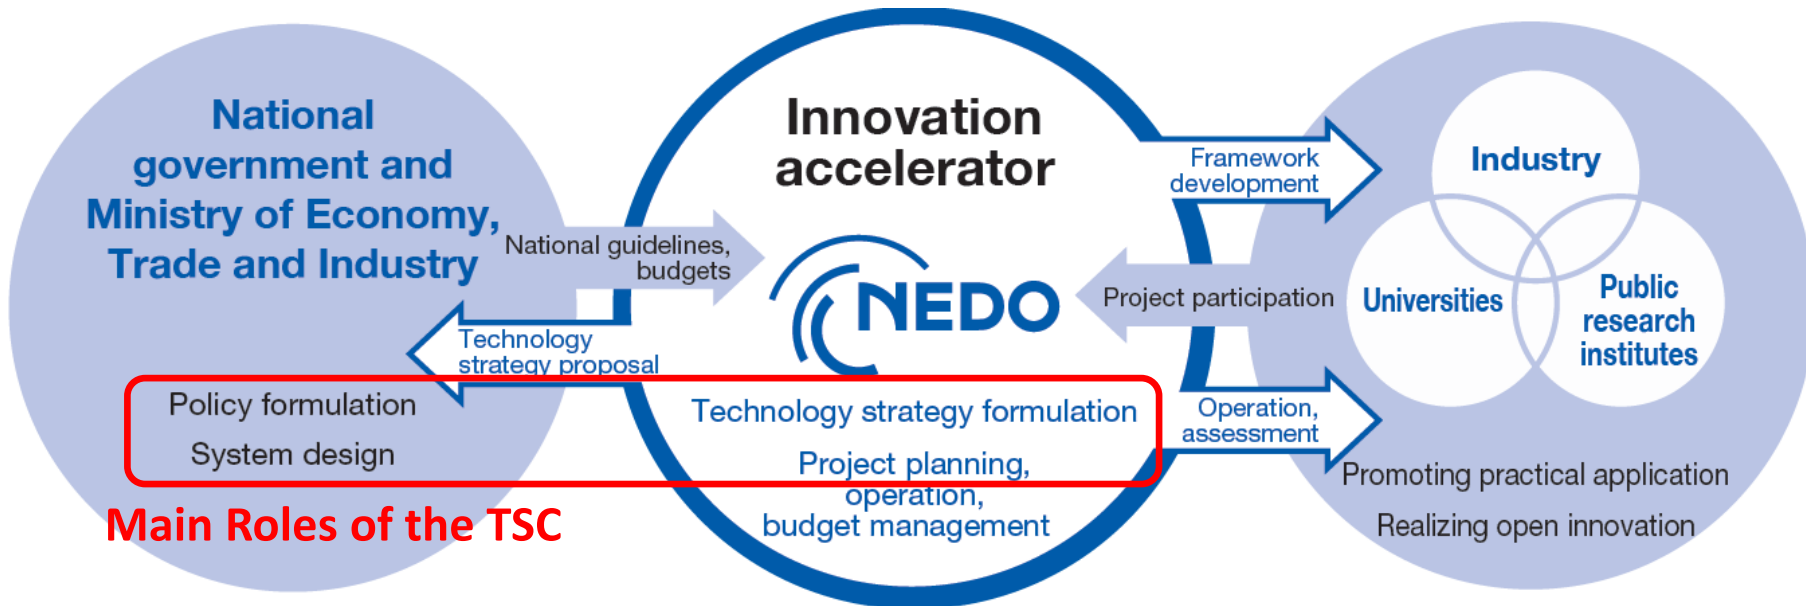 National
government and
Ministry of Economy,
Trade and Industry
National guidelines,
budgets
Technology
strategy proposal
Policy formulation
System design
Main Roles of the TSC
Innovation
accelerator
NEDO
Technology strategy formulation
Project planning,
operation,
budget management
Framework
development
Project participation
Operation,
assessment
Industry
Universities
Public
research
institutes
Promoting practical application
Realizing open innovation